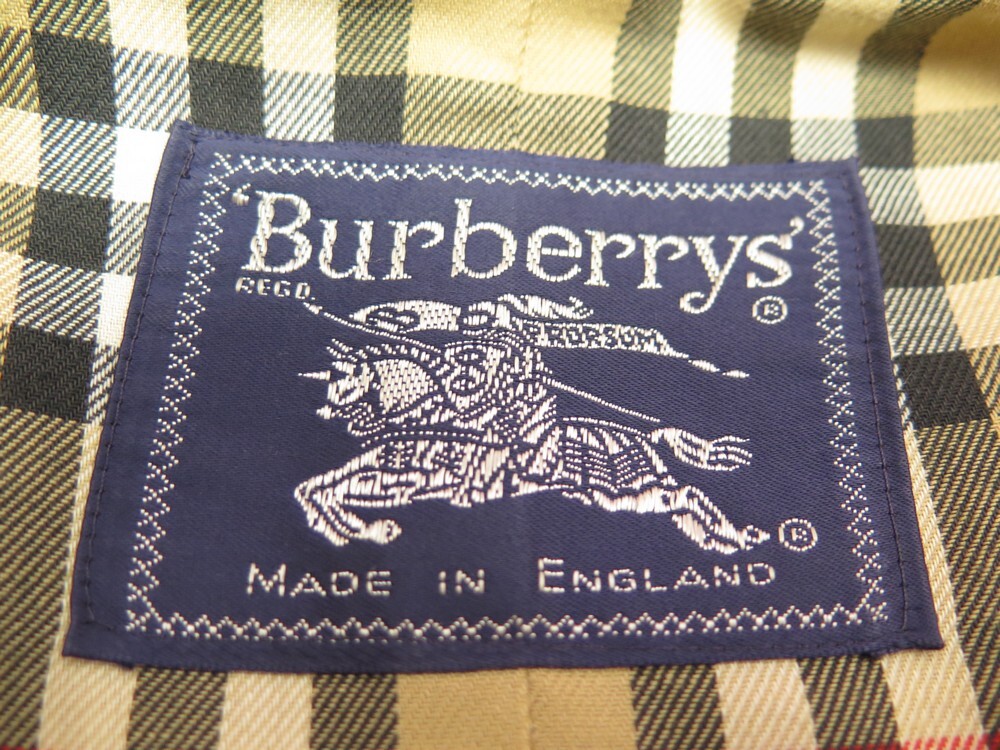 'Burberrys'
REGD. ®
PRORSUM
®
MADE IN ENGLAND